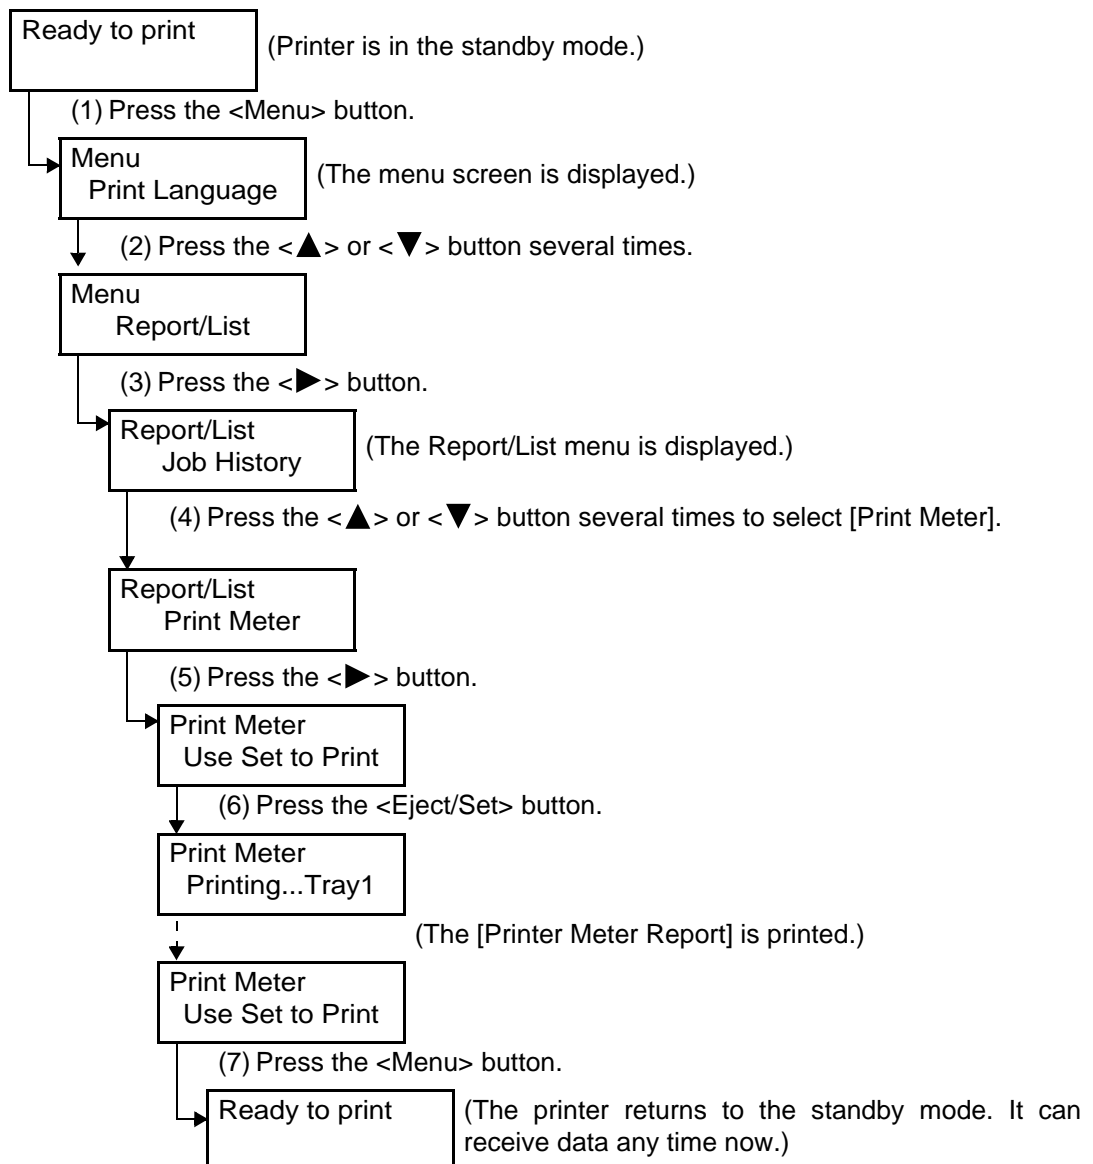 Ready to print
(Printer is in the standby mode.)
(1) Press the <Menu> button.
Menu
Print Language
(The menu screen is displayed.)
(2) Press the <▲> or <▼> button several times.
Menu
Report/List
(3) Press the <▶> button.
Report/List
Job History
(The Report/List menu is displayed.)
(4) Press the <▲> or <▼> button several times to select [Print Meter].
Report/List
Print Meter
(5) Press the <▶> button.
Print Meter
Use Set to Print
(6) Press the <Eject/Set> button.
Print Meter
Printing...Tray1
(The [Printer Meter Report] is printed.)
Print Meter
Use Set to Print
(7) Press the <Menu> button.
Ready to print
(The printer returns to the standby mode. It can
receive data any time now.)